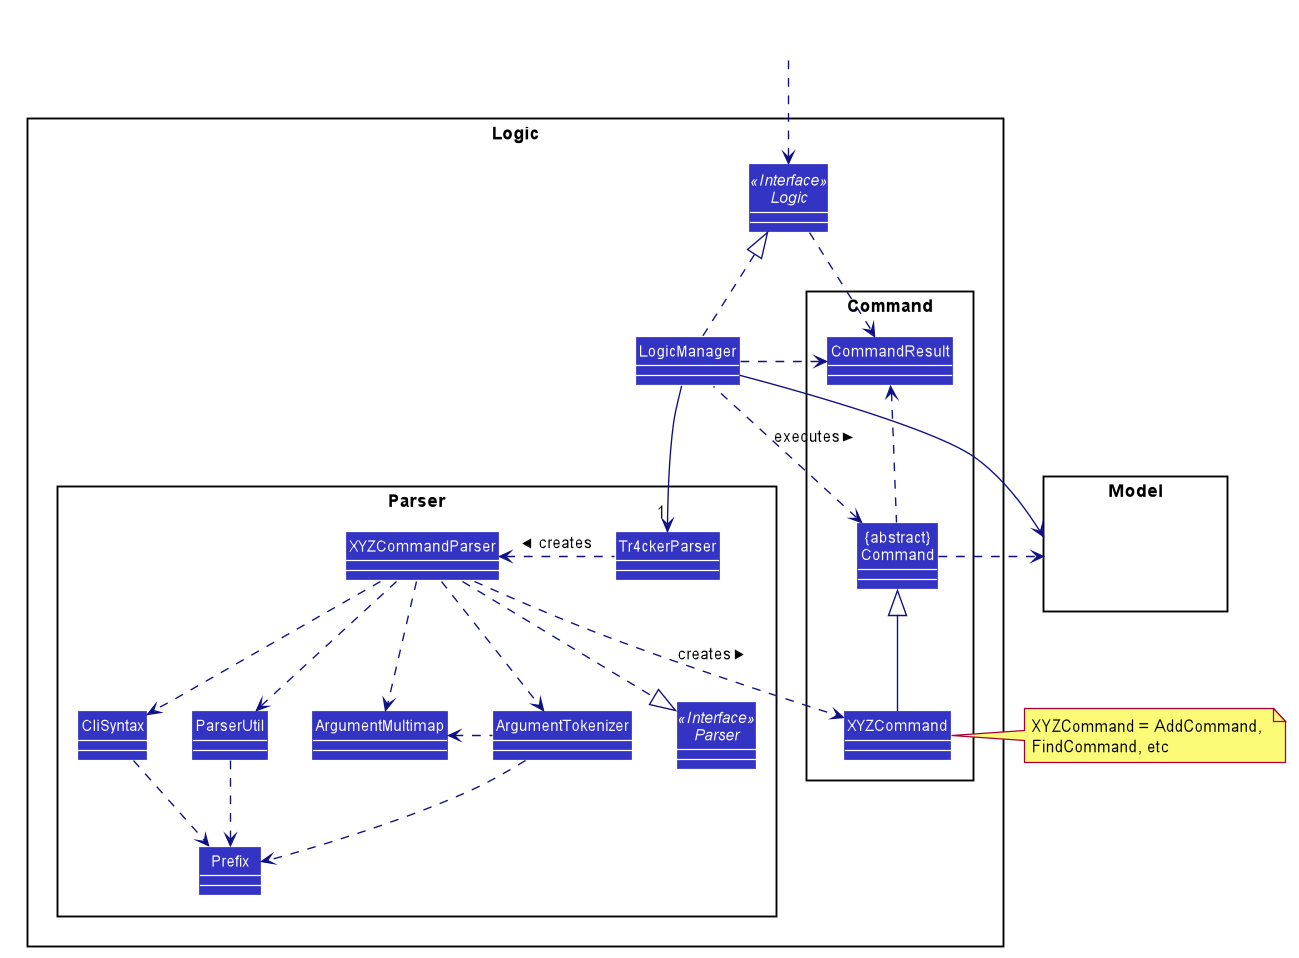 Logic
«Interface»
Logic
Command
LogicManager
CommandResult
executes ►
Model
Parser
1
XYZCommandParser
◄ creates
Tr4ckerParser
{abstract}
Command
creates ►
CliSyntax
ParserUtil
ArgumentMultimap
ArgumentTokenizer
«Interface»
Parser
XYZCommand
XYZCommand = AddCommand,
FindCommand, etc
Prefix